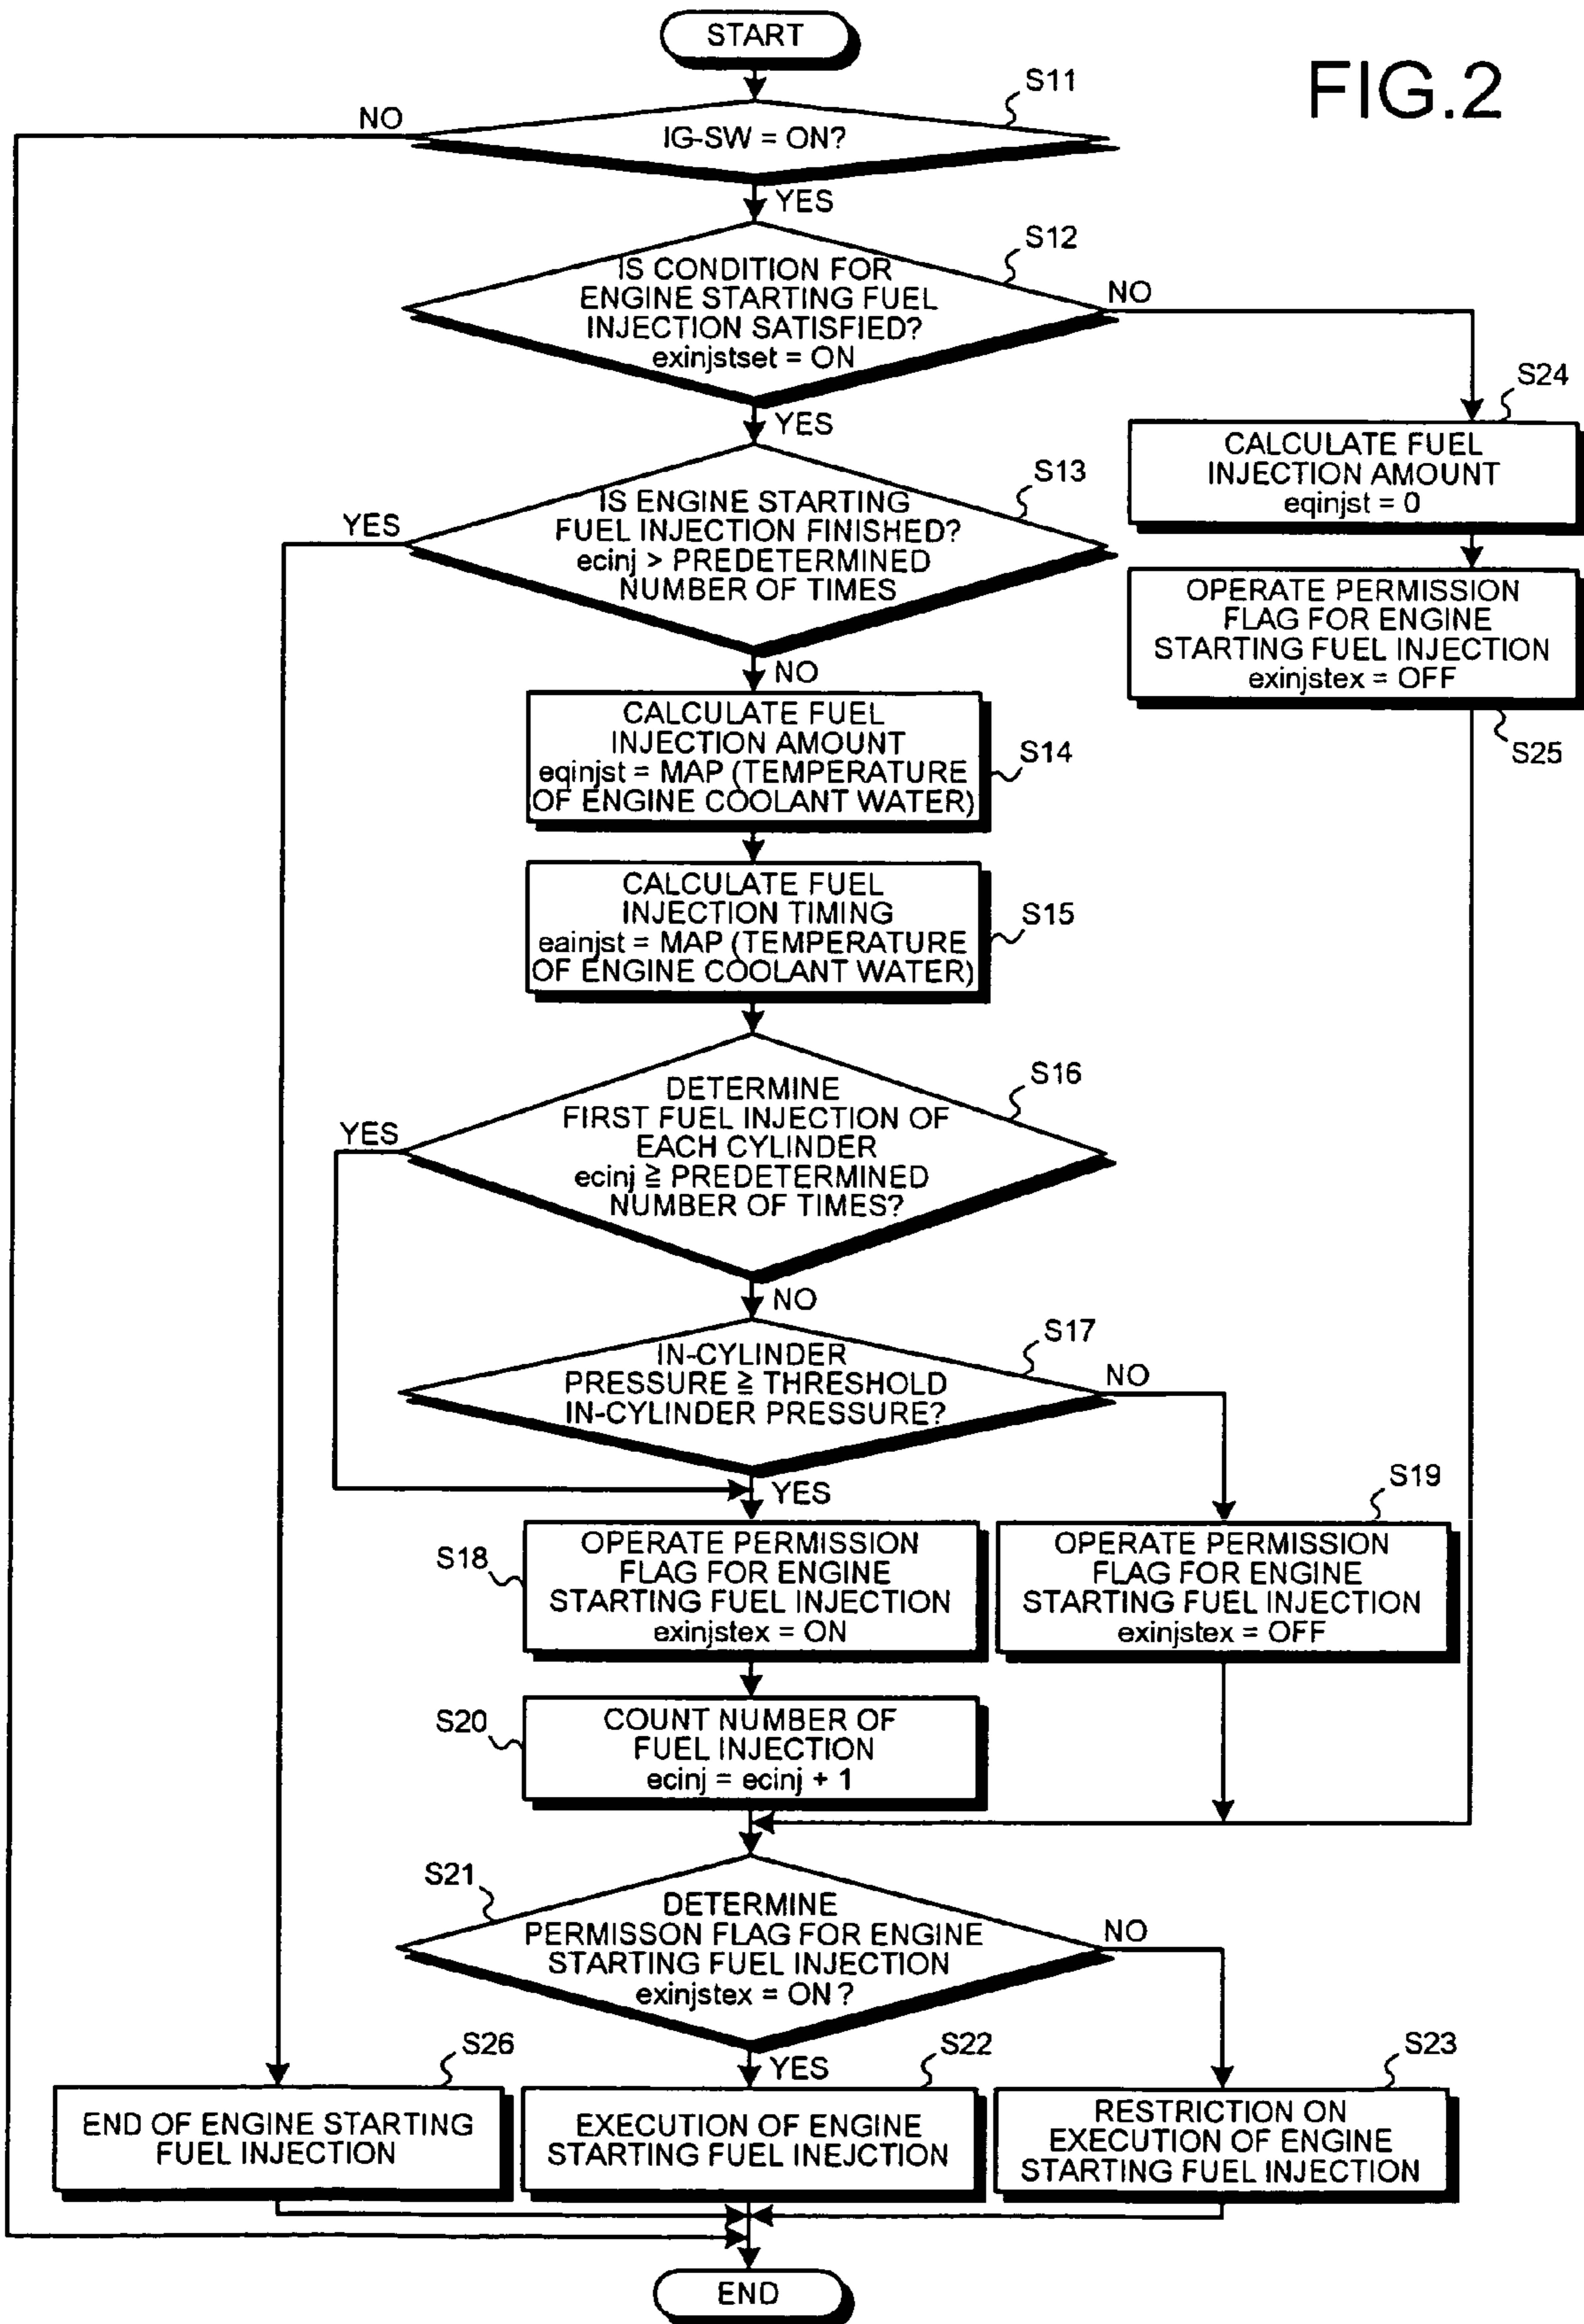 START
FIG.2
S11
NO
IG-SW = ON?
YES
S12
IS CONDITION FOR
ENGINE STARTING FUEL
INJECTION SATISFIED?
exinjstset = ON
NO
YES
S24
CALCULATE FUEL
INJECTION AMOUNT
eqinjst = 0
S13
IS ENGINE STARTING
FUEL INJECTION FINISHED?
ecinj > PREDETERMINED
NUMBER OF TIMES
YES
NO
OPERATE PERMISSION
FLAG FOR ENGINE
STARTING FUEL INJECTION
exinjstex = OFF
S25
CALCULATE FUEL
INJECTION AMOUNT
eqinjst = MAP (TEMPERATURE
OF ENGINE COOLANT WATER)
S14
CALCULATE FUEL
INJECTION TIMING
eainjst = MAP (TEMPERATURE
OF ENGINE COOLANT WATER)
S15
S16
DETERMINE
FIRST FUEL INJECTION OF
EACH CYLINDER
ecinj ≧ PREDETERMINED
NUMBER OF TIMES?
YES
NO
S17
IN-CYLINDER
PRESSURE ≧ THRESHOLD
IN-CYLINDER PRESSURE?
NO
YES
S18
OPERATE PERMISSION
FLAG FOR ENGINE
STARTING FUEL INJECTION
exinjstex = ON
S19
OPERATE PERMISSION
FLAG FOR ENGINE
STARTING FUEL INJECTION
exinjstex = OFF
S20
COUNT NUMBER OF
FUEL INJECTION
ecinj = ecinj + 1
S21
DETERMINE
PERMISSON FLAG FOR ENGINE
STARTING FUEL INJECTION
exinjstex = ON ?
NO
YES
S26
END OF ENGINE STARTING
FUEL INJECTION
S22
EXECUTION OF ENGINE
STARTING FUEL INEJCTION
S23
RESTRICTION ON
EXECUTION OF ENGINE
STARTING FUEL INJECTION
END